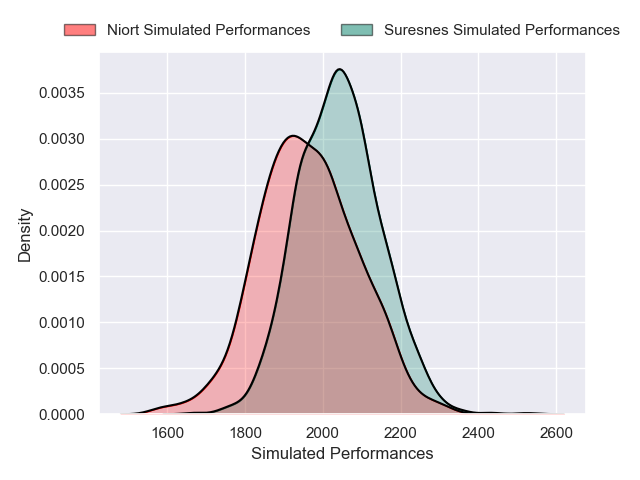 Niort Simulated Performances Suresnes Simulated Performances
0.0035
0.0030
0.0025
0.0020
0.0015
0.0010
0.0005
0.0000
Density
1600 1800 2000 2200 2400 2600
Simulated Performances